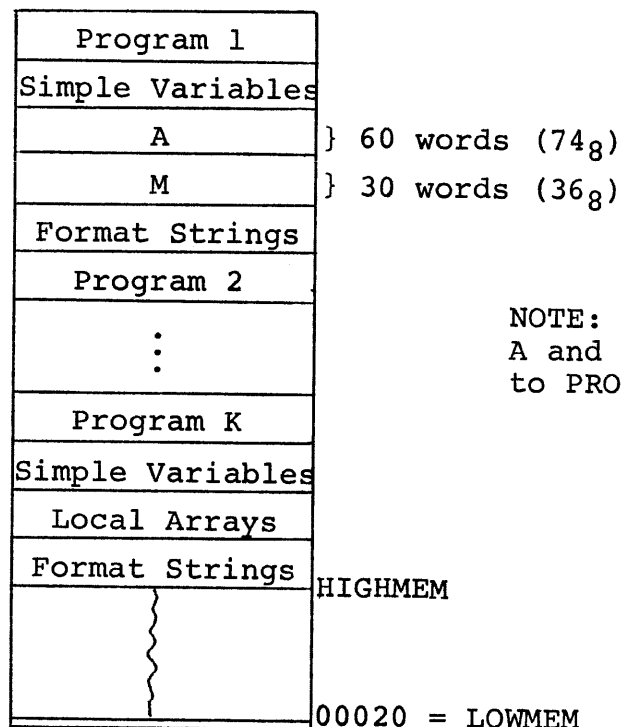 Program 1
Simple Variables
A } 60 words (74₈)
M } 30 words (36₈)
Format Strings
Program 2
NOTE:
A and
to PRO
Program K
Simple Variables
Local Arrays
Format Strings
HIGHMEM
00020 = LOWMEM